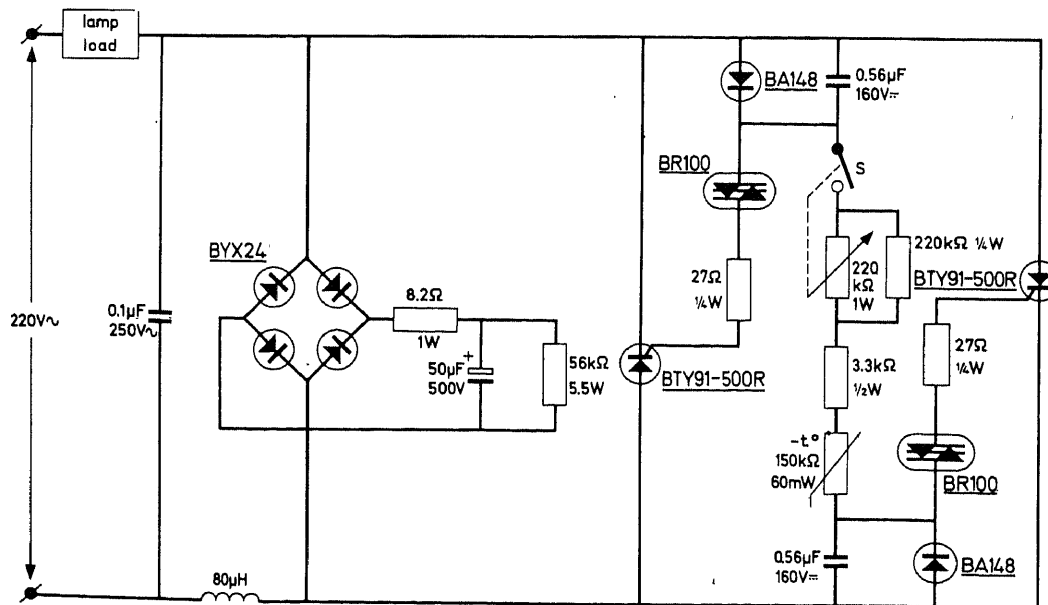 lamp
load
220V~
0.1µF
250V~
80µH
BYX24
8.2Ω
1W
+
50µF
500V
56kΩ
5.5W
BR100
27Ω
¼W
BTY91-500R
BA148
0.56µF
160V⎓
S
220
kΩ
1W
220kΩ ¼W
BTY91-500R
3.3kΩ
½W
27Ω
¼W
-t°
150kΩ
60mW
BR100
0.56µF
160V⎓
BA148